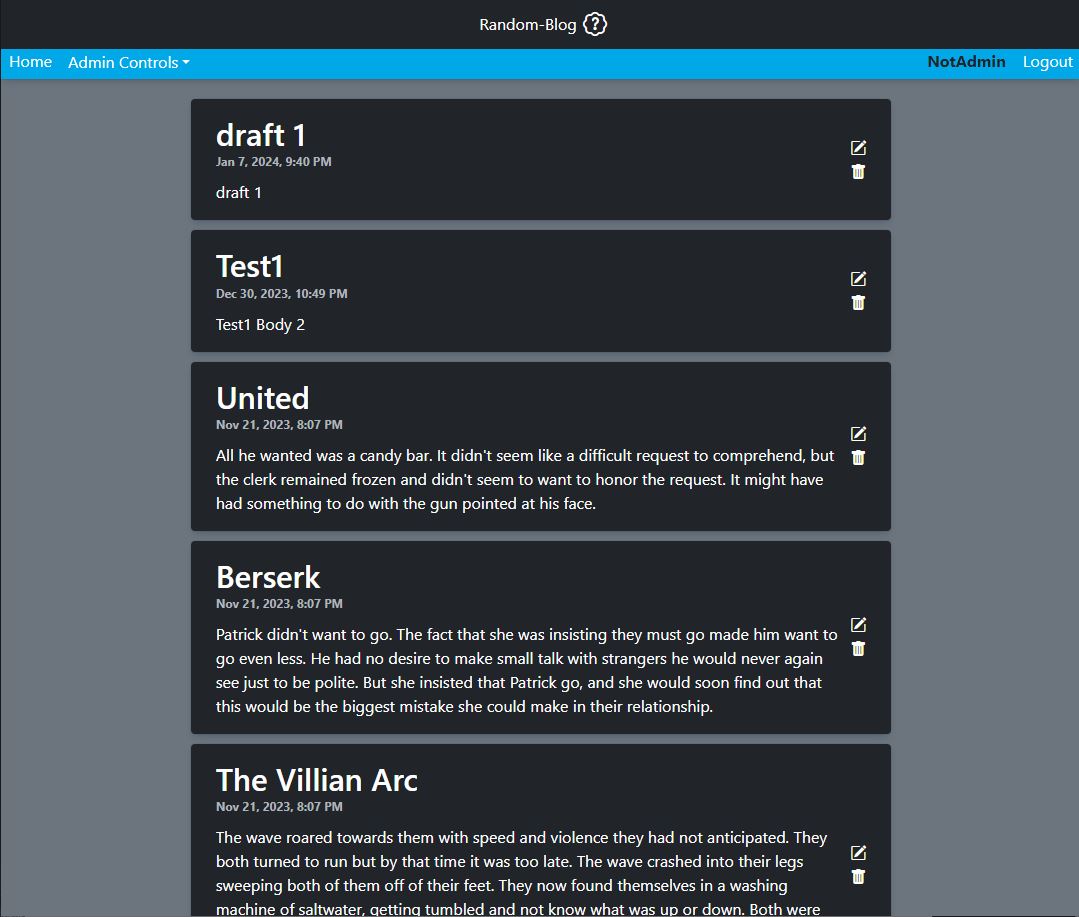 Random-Blog
Home Admin Controls NotAdmin Logout
draft 1
Jan 7, 2024, 9:40 PM
draft 1
Test1
Dec 30, 2023, 10:49 PM
Test1 Body 2
United
Nov 21, 2023, 8:07 PM
All he wanted was a candy bar. It didn't seem like a difficult request to comprehend, but
the clerk remained frozen and didn't seem to want to honor the request. It might have
had something to do with the gun pointed at his face.
Berserk
Nov 21, 2023, 8:07 PM
Patrick didn't want to go. The fact that she was insisting they must go made him want to
go even less. He had no desire to make small talk with strangers he would never again
see just to be polite. But she insisted that Patrick go, and she would soon find out that
this would be the biggest mistake she could make in their relationship.
The Villian Arc
Nov 21, 2023, 8:07 PM
The wave roared towards them with speed and violence they had not anticipated. They
both turned to run but by that time it was too late. The wave crashed into their legs
sweeping both of them off of their feet. They now found themselves in a washing
machine of saltwater, getting tumbled and not know what was up or down. Both were